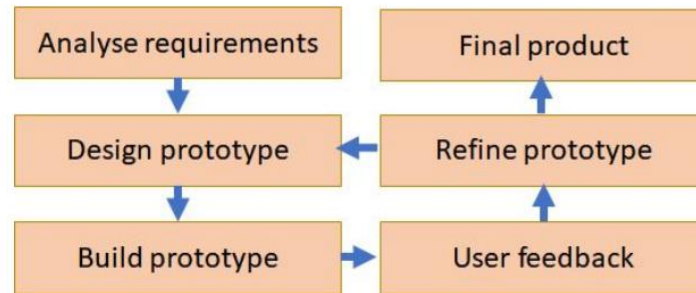 Analyse requirements
Final product
Design prototype
Refine prototype
Build prototype
User feedback